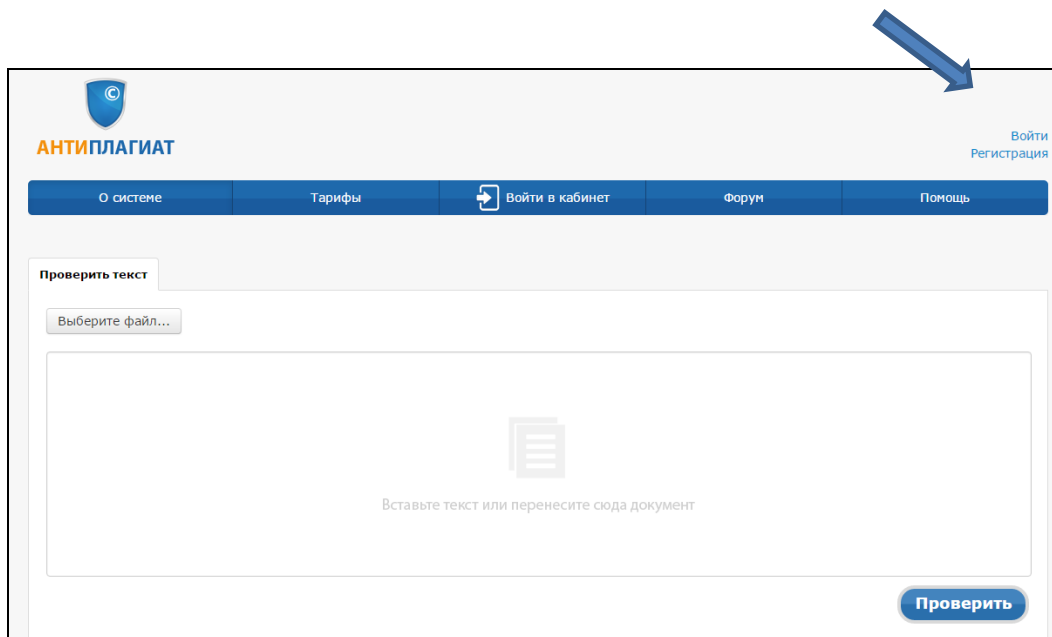 ©
АНТИПЛАГИАТ
Войти
Регистрация
О системе
Тарифы
Войти в кабинет
Форум
Помощь
Проверить текст
Выберите файл...
Вставьте текст или перенесите сюда документ
Проверить